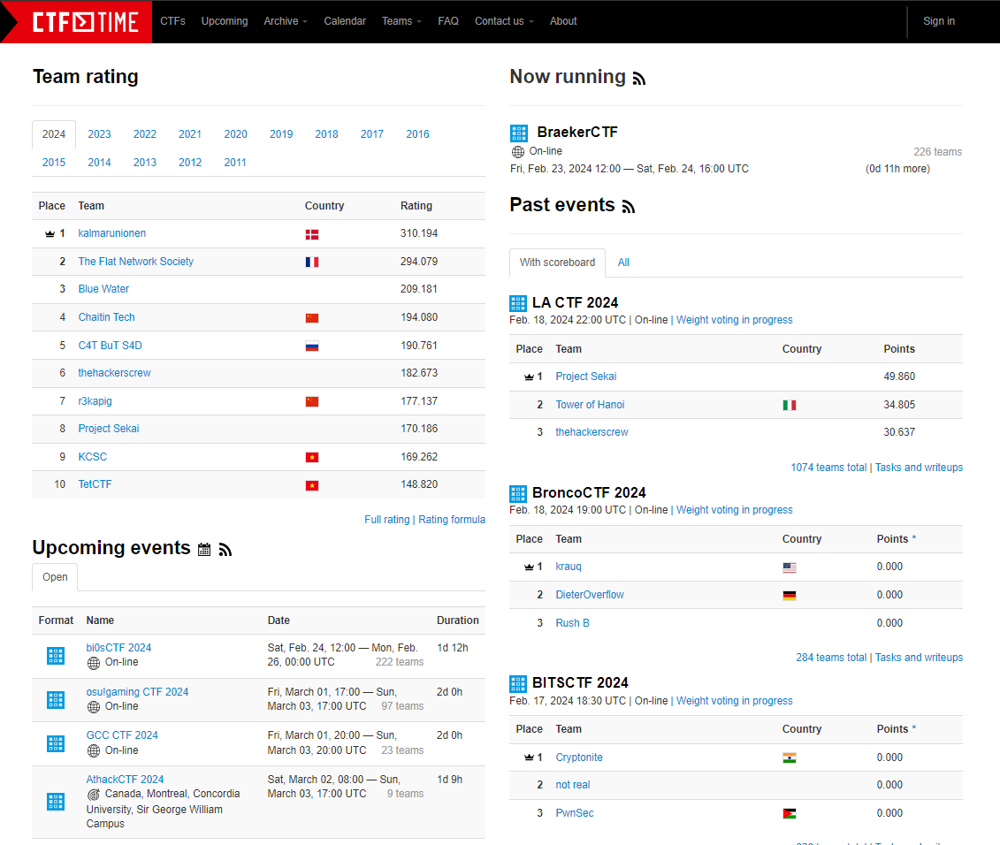 CTF TIME CTFs Upcoming Archive Calendar Teams FAQ Contact us About Sign in
Team rating
2024 2023 2022 2021 2020 2019 2018 2017 2016
2015 2014 2013 2012 2011
Place Team Country Rating
1 kalmarunionen 310.194
2 The Flat Network Society 294.079
3 Blue Water 209.181
4 Chaitin Tech 194.080
5 C4T BuT S4D 190.761
6 thehackerscrew 182.673
7 r3kapig 177.137
8 Project Sekai 170.186
9 KCSC 169.262
10 TetCTF 148.820
Full rating | Rating formula
Upcoming events
Open
Format Name Date Duration
bi0sCTF 2024 Sat, Feb. 24, 12:00 — Mon, Feb. 1d 12h
On-line 26, 00:00 UTC 222 teams
osu!gaming CTF 2024 Fri, March 01, 17:00 — Sun, 2d 0h
On-line March 03, 17:00 UTC 97 teams
GCC CTF 2024 Fri, March 01, 20:00 — Sun, 2d 0h
On-line March 03, 20:00 UTC 23 teams
AthackCTF 2024 Sat, March 02, 08:00 — Sun, 1d 9h
Canada, Montreal, Concordia March 03, 17:00 UTC 9 teams
University, Sir George William
Campus
Now running
BraekerCTF
On-line 226 teams
Fri, Feb. 23, 2024 12:00 — Sat, Feb. 24, 16:00 UTC (0d 11h more)
Past events
With scoreboard All
LA CTF 2024
Feb. 18, 2024 22:00 UTC | On-line | Weight voting in progress
Place Team Country Points
1 Project Sekai 49.860
2 Tower of Hanoi 34.805
3 thehackerscrew 30.637
1074 teams total | Tasks and writeups
BroncoCTF 2024
Feb. 18, 2024 19:00 UTC | On-line | Weight voting in progress
Place Team Country Points *
1 krauq 0.000
2 DieterOverflow 0.000
3 Rush B 0.000
284 teams total | Tasks and writeups
BITSCTF 2024
Feb. 17, 2024 18:30 UTC | On-line | Weight voting in progress
Place Team Country Points *
1 Cryptonite 0.000
2 not real 0.000
3 PwnSec 0.000